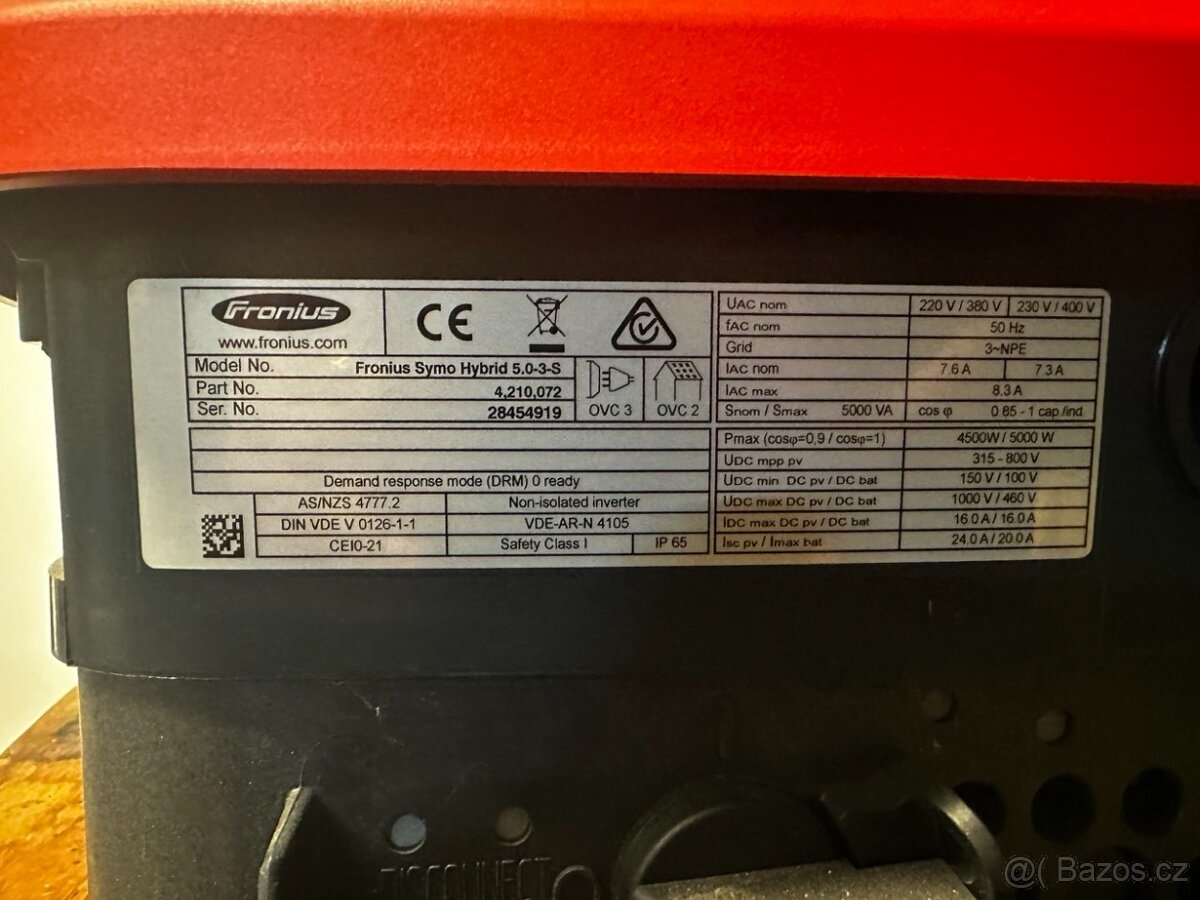 Fronius
www.fronius.com
CE
Model No. Fronius Symo Hybrid 5.0-3-S
Part No. 4,210,072
Ser. No. 28454919
OVC 3
OVC 2
Demand response mode (DRM) 0 ready
AS/NZS 4777.2 Non-isolated inverter
DIN VDE V 0126-1-1 VDE-AR-N 4105
CEI0-21 Safety Class I IP 65
UAC nom 220 V / 380 V 230 V / 400 V
fAC nom 50 Hz
Grid 3~NPE
IAC nom 7.6 A 7.3 A
IAC max 8.3 A
Snom / Smax 5000 VA cos φ 0.85 - 1 cap /ind.
Pmax (cosφ=0,9 / cosφ=1) 4500W / 5000 W
UDC mpp pv 315 - 800 V
UDC min DC pv / DC bat 150 V / 100 V
UDC max DC pv / DC bat 1000 V / 460 V
IDC max DC pv / DC bat 16.0 A / 16.0 A
Isc pv / Imax bat 24.0 A / 20.0 A
DISCONNECT
@( Bazos.cz